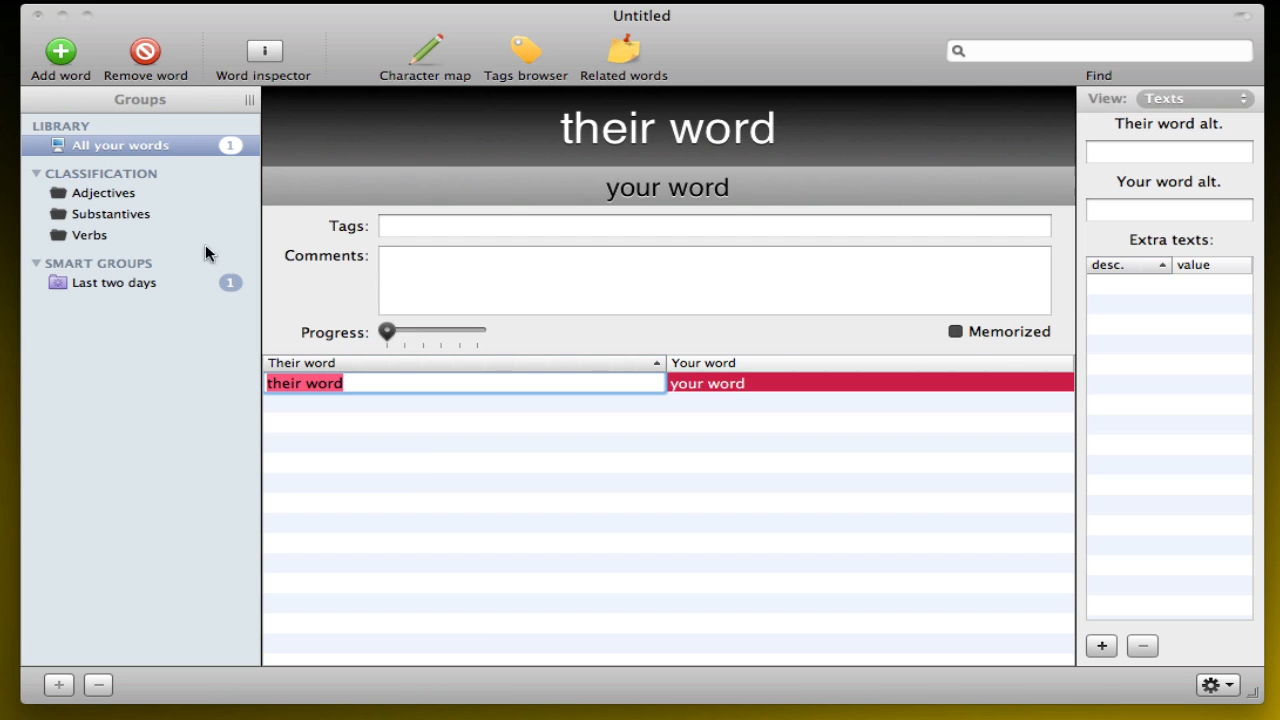 Untitled
Add word Remove word Word inspector Character map Tags browser Related words Find
Groups
View: Texts
LIBRARY
All your words 1
CLASSIFICATION
Adjectives
Substantives
Verbs
SMART GROUPS
Last two days 1
their word
your word
Tags:
Comments:
Progress:
Memorized
Their word Your word
their word your word
Their word alt.
Your word alt.
Extra texts:
desc. value